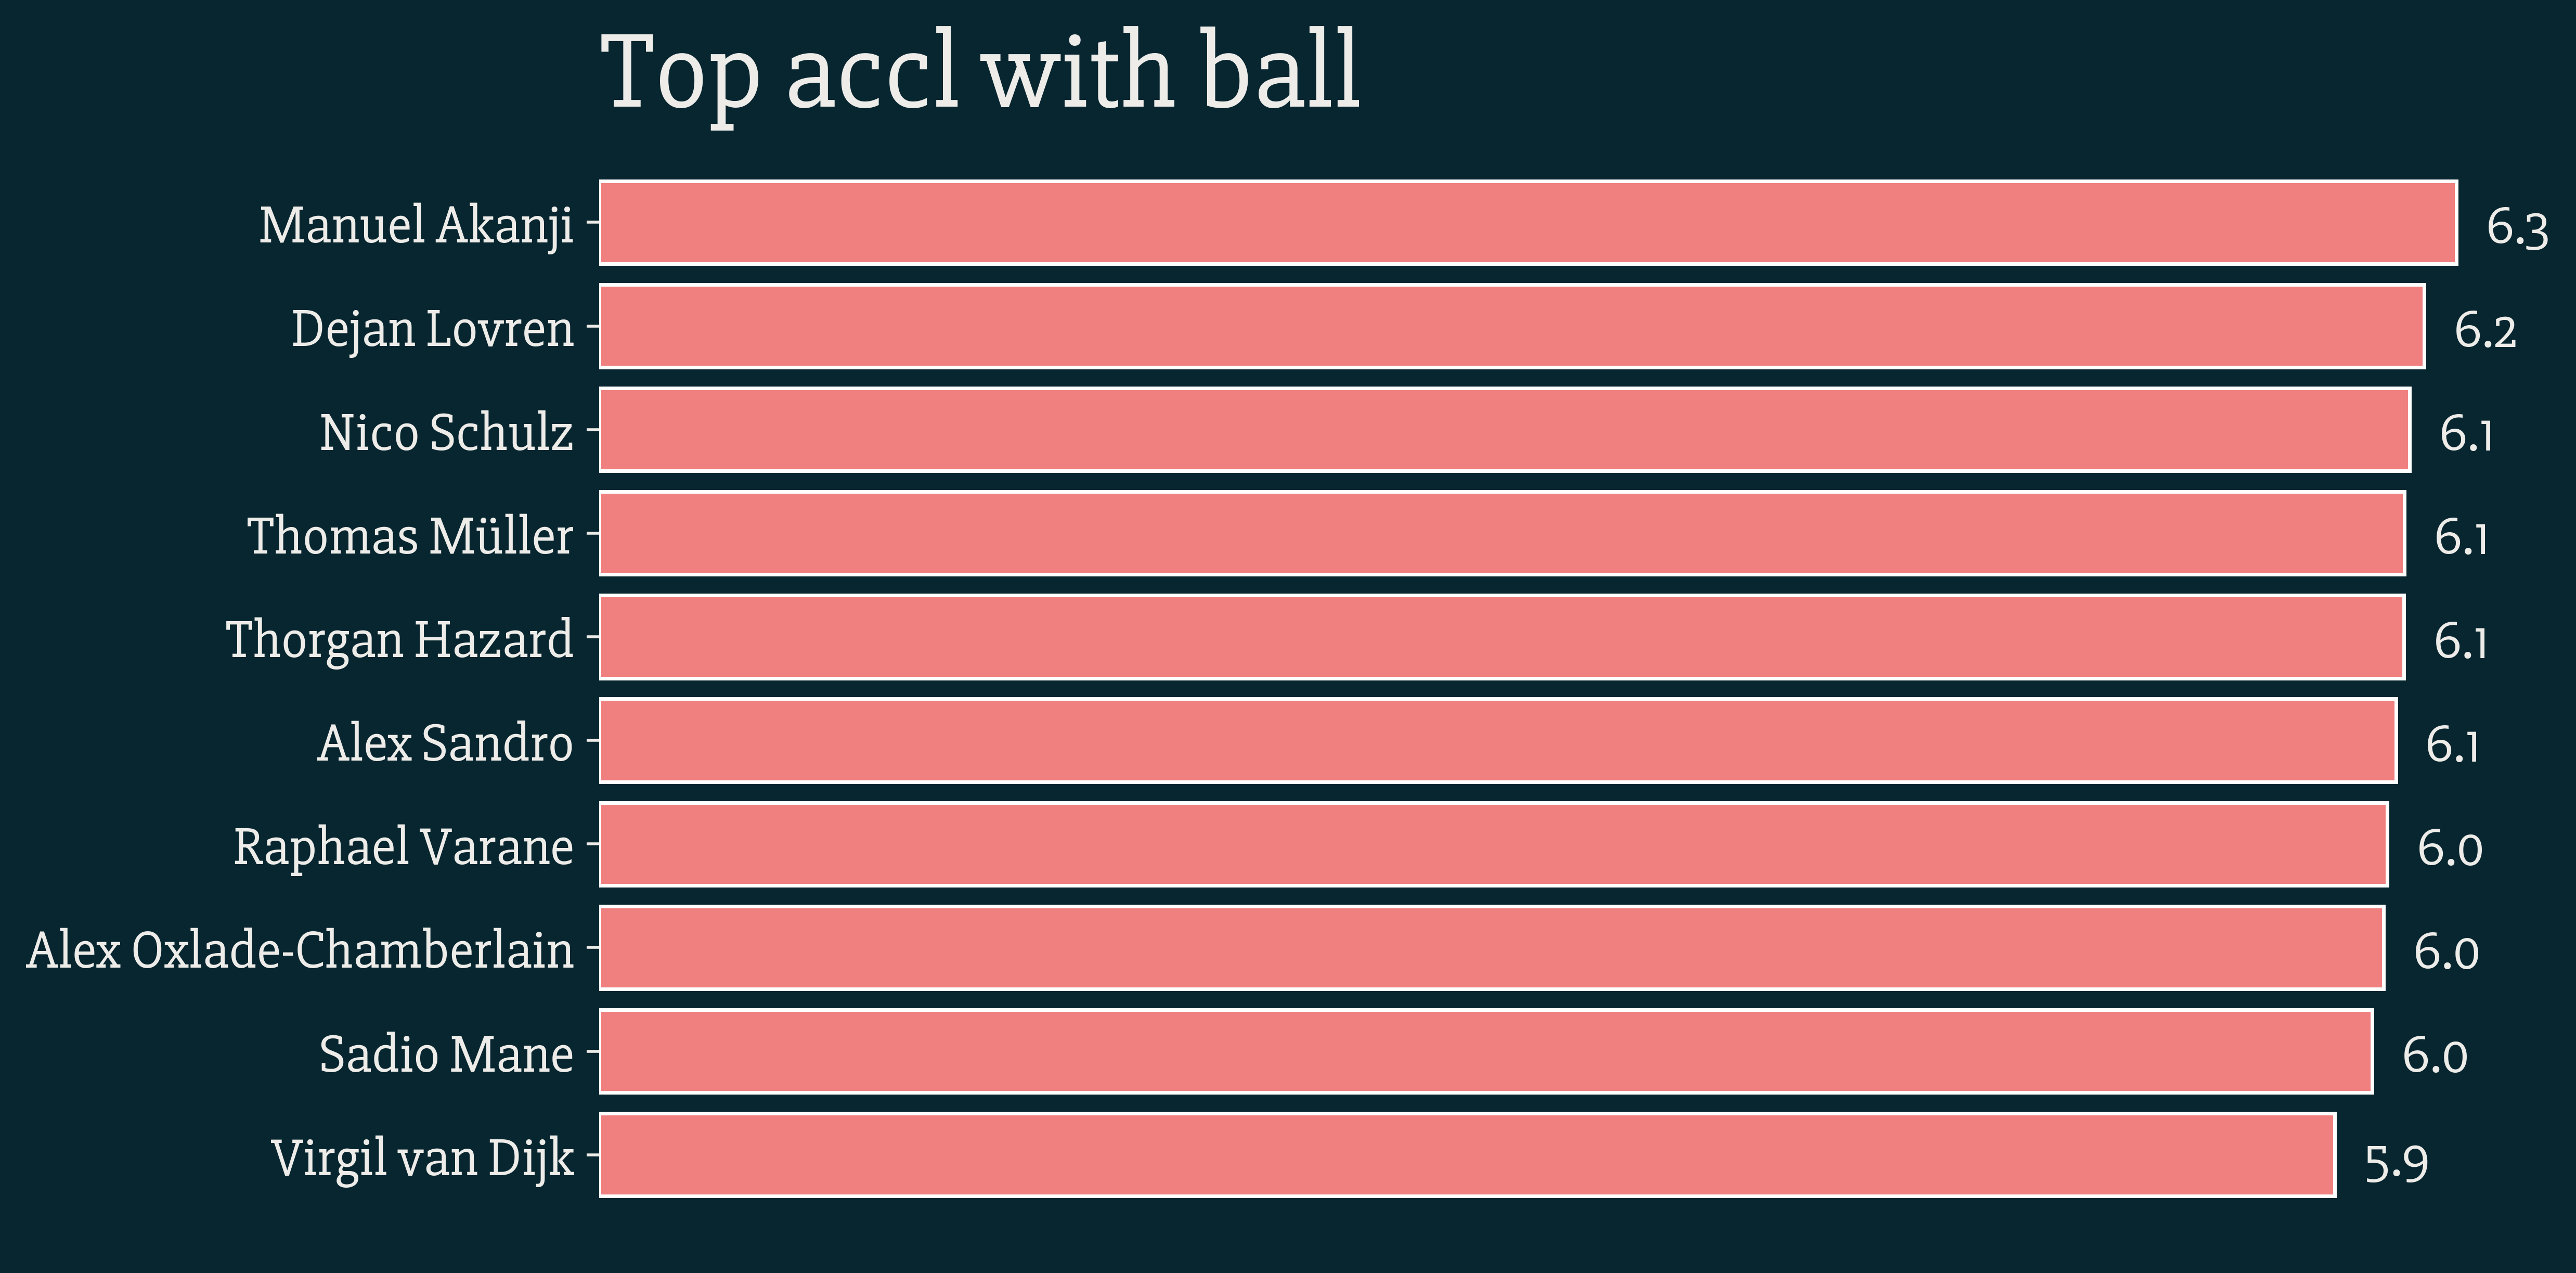 Top accl with ball
Manuel Akanji 6.3
Dejan Lovren 6.2
Nico Schulz 6.1
Thomas Müller 6.1
Thorgan Hazard 6.1
Alex Sandro 6.1
Raphael Varane 6.0
Alex Oxlade-Chamberlain 6.0
Sadio Mane 6.0
Virgil van Dijk 5.9